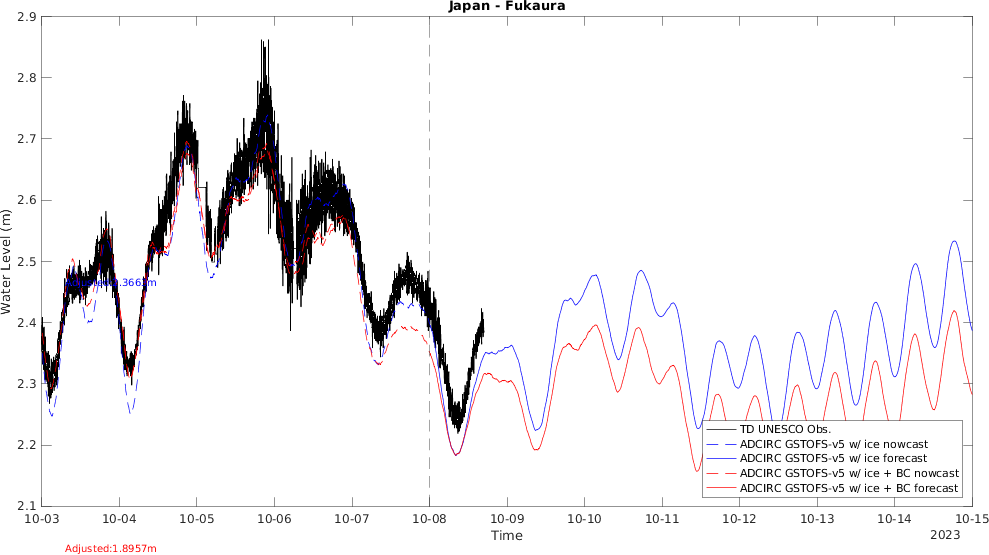 Japan - Fukaura
2.9
2.8
2.7
2.6
2.5
2.4
2.3
2.2
2.1
Water Level (m)
TD UNESCO Obs.
ADCIRC GSTOFS-v5 w/ ice nowcast
ADCIRC GSTOFS-v5 w/ ice forecast
ADCIRC GSTOFS-v5 w/ ice + BC nowcast
ADCIRC GSTOFS-v5 w/ ice + BC forecast
10-03 10-04 10-05 10-06 10-07 10-08 10-09 10-10 10-11 10-12 10-13 10-14 10-15
Time
2023
Adjusted:1.8957m